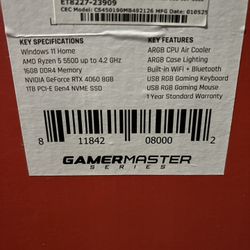 ET8227-23909
CEC Model: CS450196MB492126 MFG Date: 010525
KEY SPECIFICATIONS
Windows 11 Home
AMD Ryzen 5 5500 up to 4.2 GHz
16GB DDR4 Memory
NVIDIA GeForce RTX 4060 8GB
1TB PCI-E Gen4 NVME SSD
KEY FEATURES
ARGB CPU Air Cooler
ARGB Case Lighting
Built-in WiFi + Bluetooth
USB RGB Gaming Keyboard
USB RGB Gaming Mouse
1 Year Standard Warranty
8 11842 08000 2
GAMERMASTER
SERIES